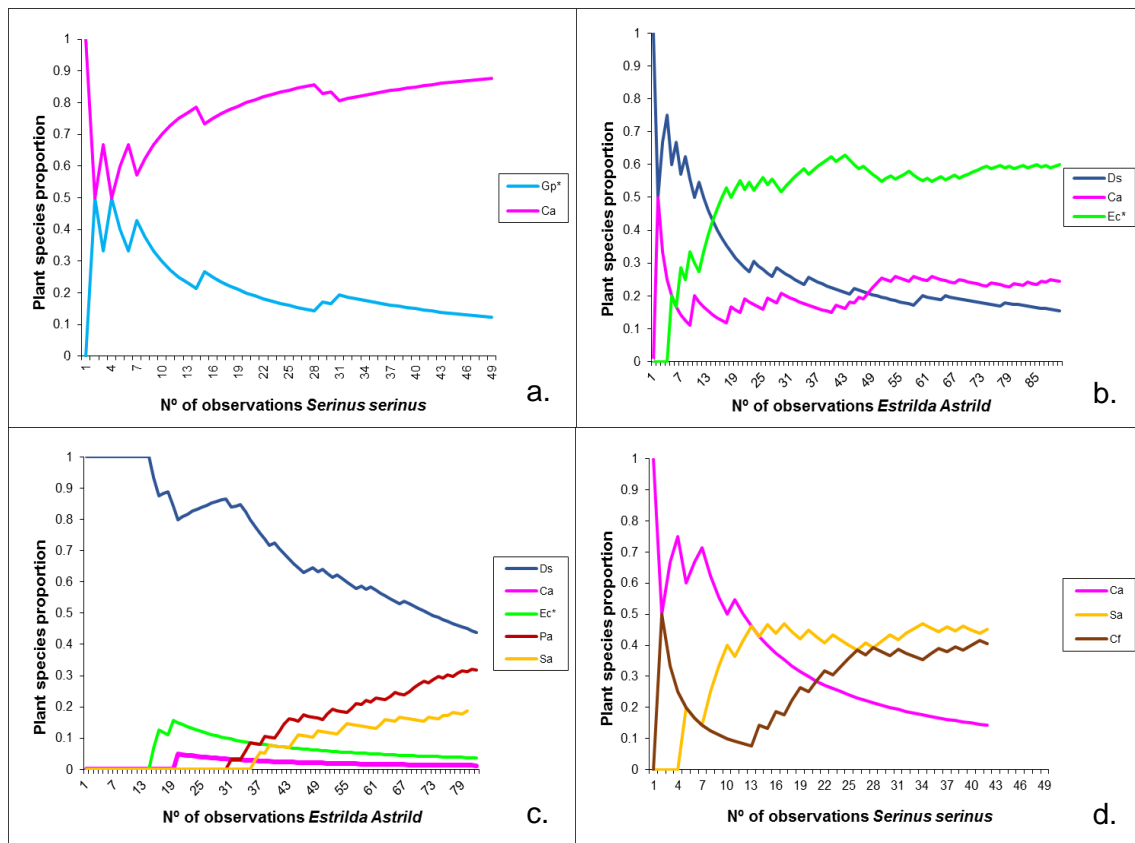 Plant species proportion
1
0.9
0.8
0.7
0.6
0.5
0.4
0.3
0.2
0.1
0
1 4 7 10 13 16 19 22 25 28 31 34 37 40 43 46 49
Nº of observations Serinus serinus
Gp*
Ca
a.
Plant species proportion
1
0.9
0.8
0.7
0.6
0.5
0.4
0.3
0.2
0.1
0
1 7 13 19 25 31 37 43 49 55 61 67 73 79 85
Nº of observations Estrilda Astrild
Ds
Ca
Ec*
b.
Plant species proportion
1
0.9
0.8
0.7
0.6
0.5
0.4
0.3
0.2
0.1
0
1 7 13 19 25 31 37 43 49 55 61 67 73 79
Nº of observations Estrilda Astrild
Ds
Ca
Ec*
Pa
Sa
c.
Plant species proportion
1
0.9
0.8
0.7
0.6
0.5
0.4
0.3
0.2
0.1
0
1 4 7 10 13 16 19 22 25 28 31 34 37 40 43 46 49
Nº of observations Serinus serinus
Ca
Sa
Cf
d.